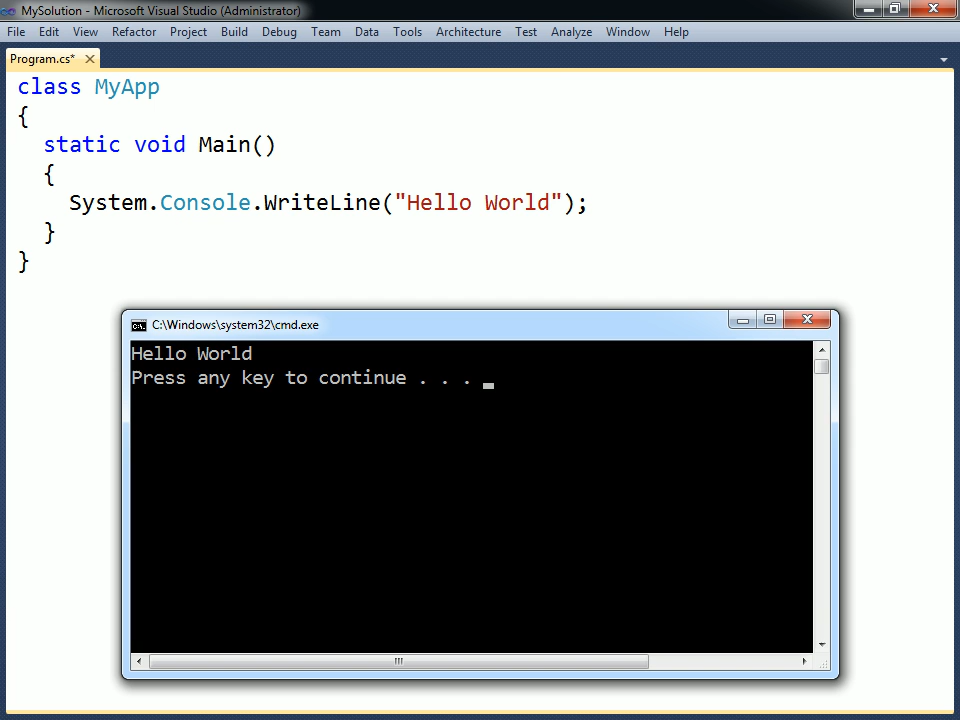 MySolution - Microsoft Visual Studio (Administrator)
File Edit View Refactor Project Build Debug Team Data Tools Architecture Test Analyze Window Help
Program.cs*
class MyApp
{
  static void Main()
  {
    System.Console.WriteLine("Hello World");
  }
}
C:\Windows\system32\cmd.exe
Hello World
Press any key to continue . . .